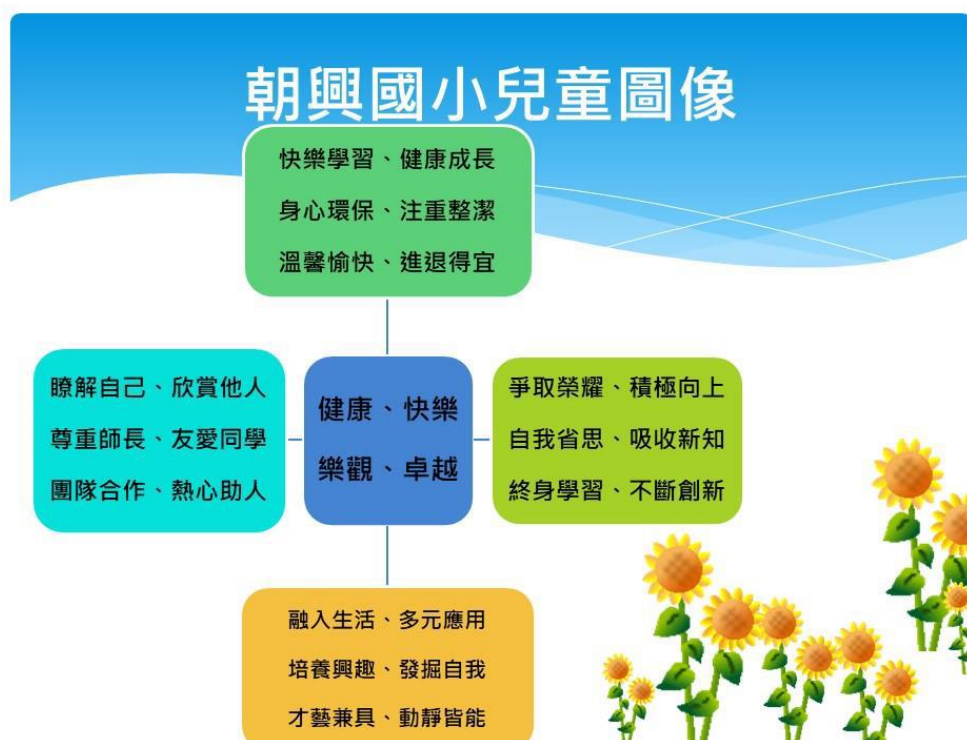 朝興國小兒童圖像
快樂學習、健康成長
身心環保、注重整潔
溫馨愉快、進退得宜
瞭解自己、欣賞他人
尊重師長、友愛同學
團隊合作、熱心助人
健康、快樂
樂觀、卓越
爭取榮耀、積極向上
自我省思、吸收新知
終身學習、不斷創新
融入生活、多元應用
培養興趣、發掘自我
才藝兼具、動靜皆能